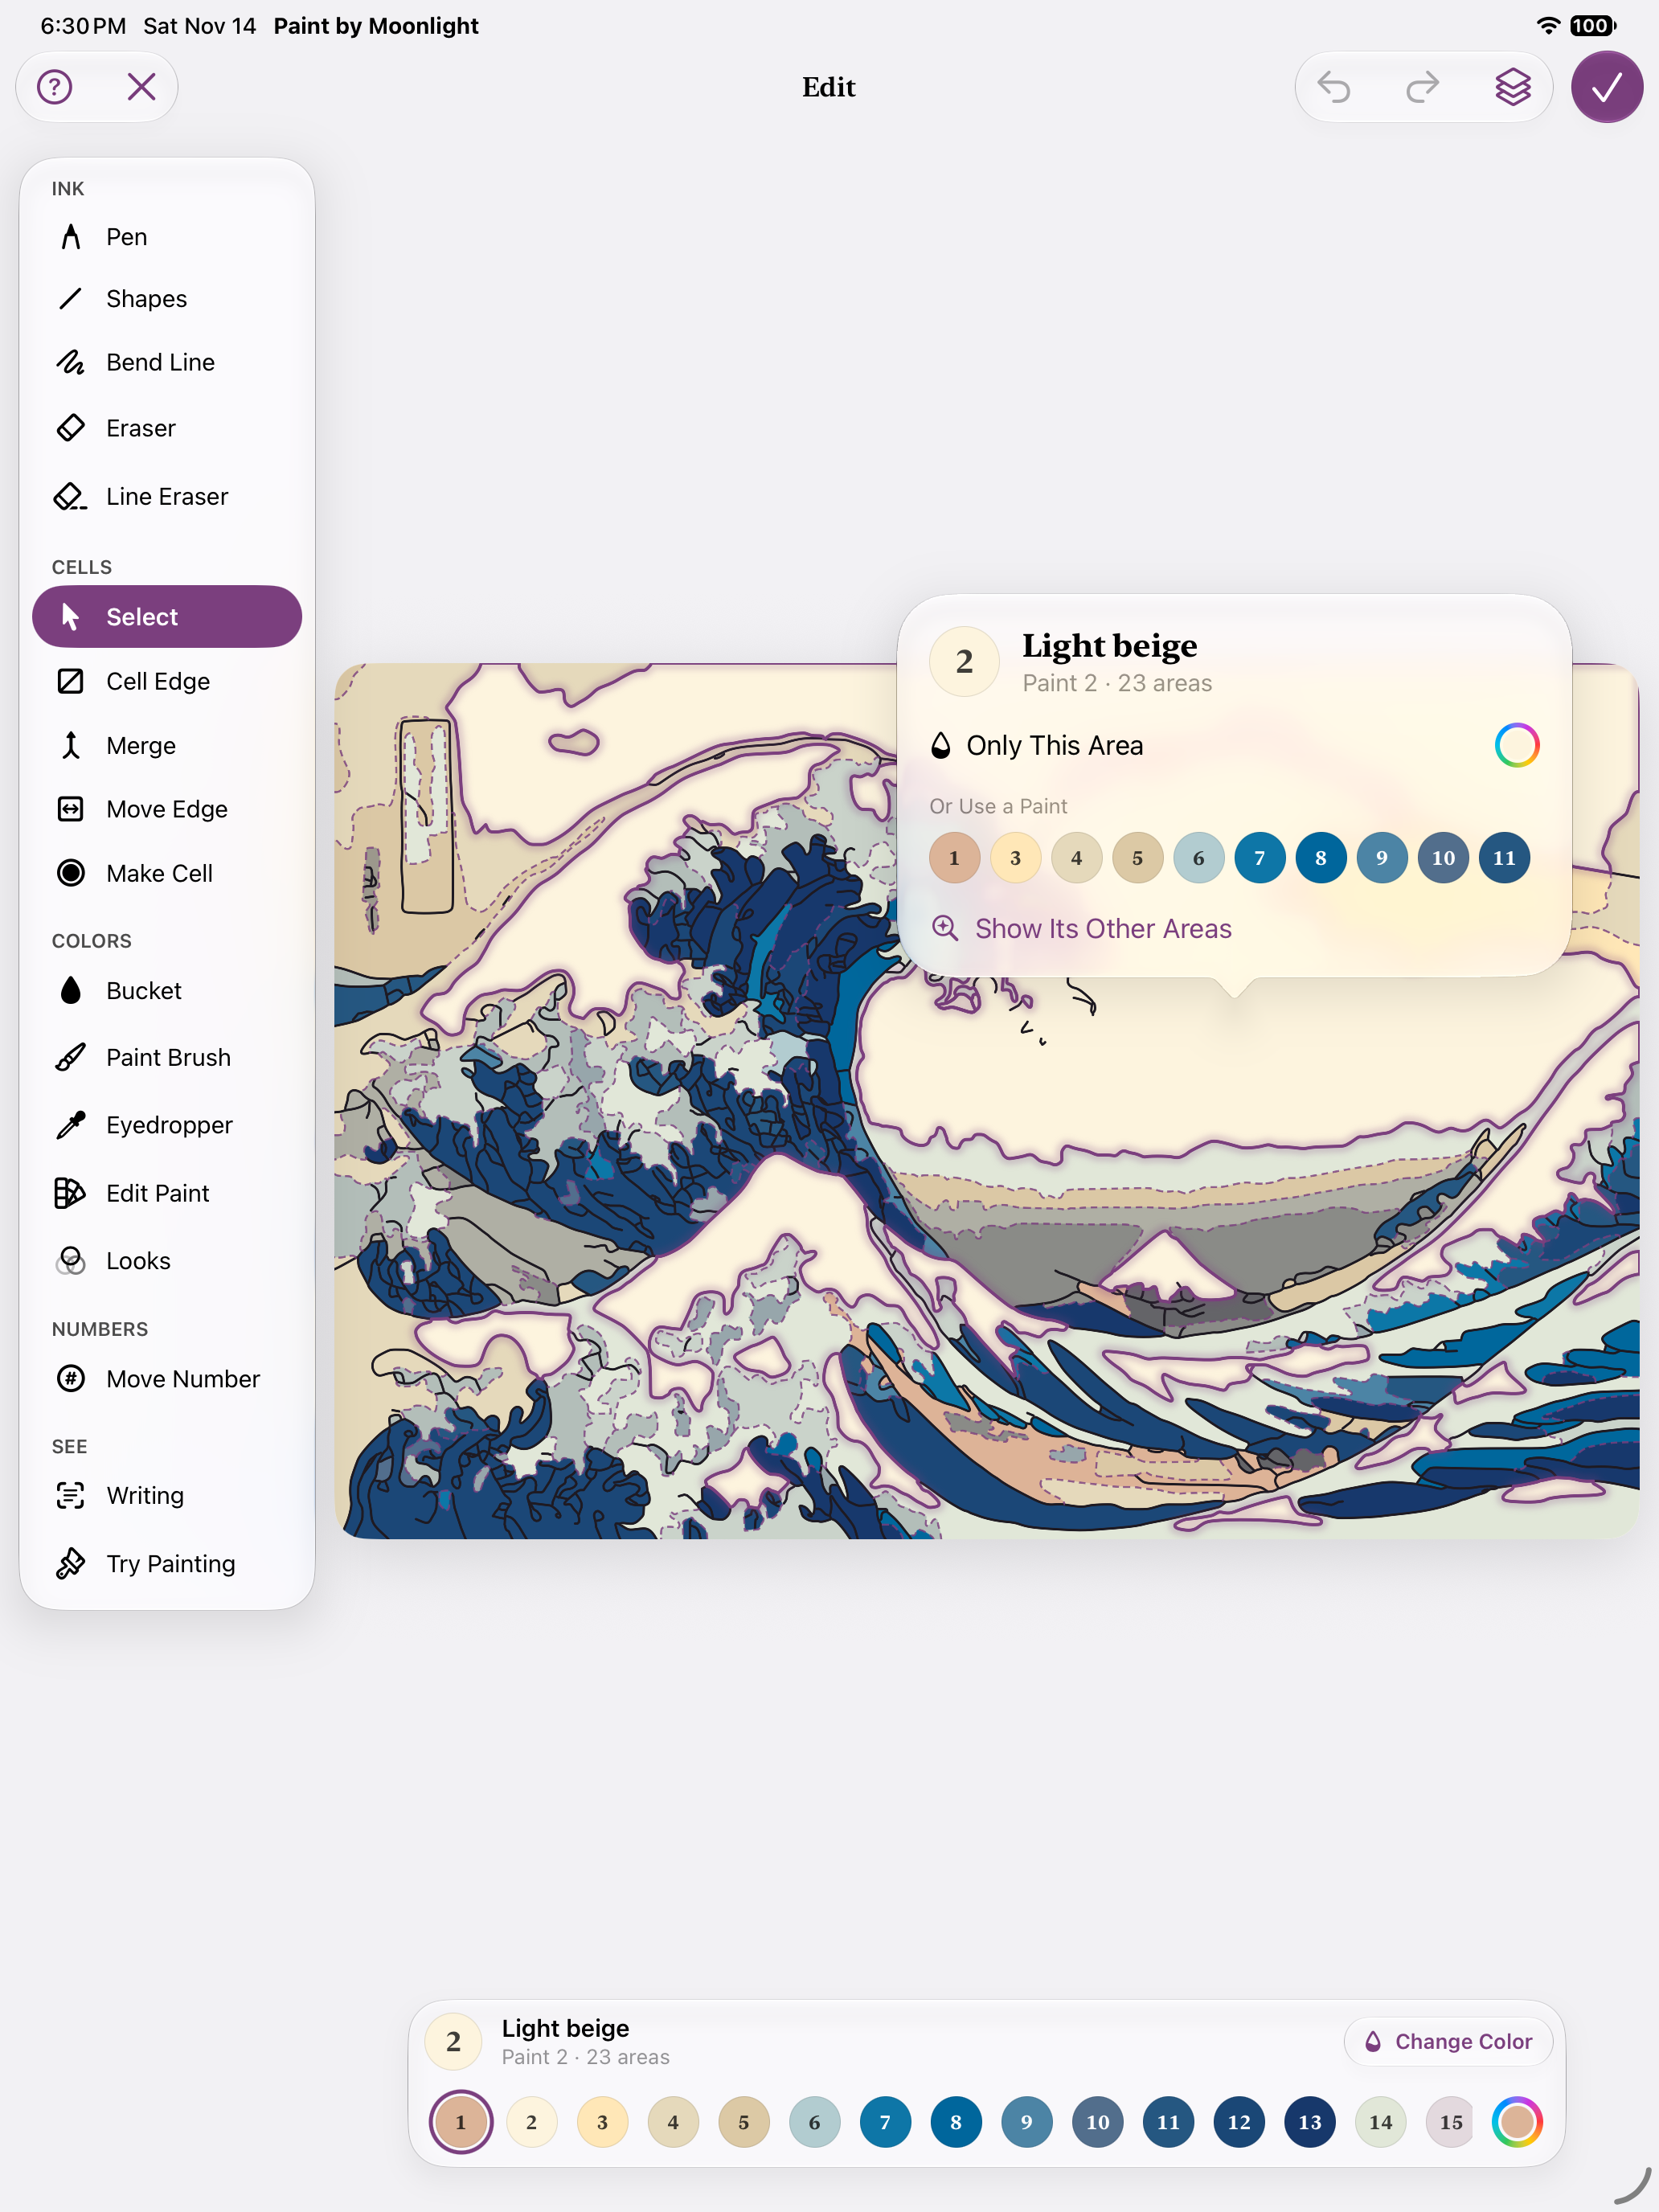 6:30 PM Sat Nov 14 Paint by Moonlight
100
?
Edit
INK
Pen
Shapes
Bend Line
Eraser
Line Eraser
CELLS
Select
Cell Edge
Merge
Move Edge
Make Cell
COLORS
Bucket
Paint Brush
Eyedropper
Edit Paint
Looks
NUMBERS
#
Move Number
SEE
Writing
Try Painting
2
Light beige
Paint 2 · 23 areas
Only This Area
Or Use a Paint
1 3 4 5 6 7 8 9 10 11
Show Its Other Areas
2
Light beige
Paint 2 · 23 areas
Change Color
1 2 3 4 5 6 7 8 9 10 11 12 13 14 15